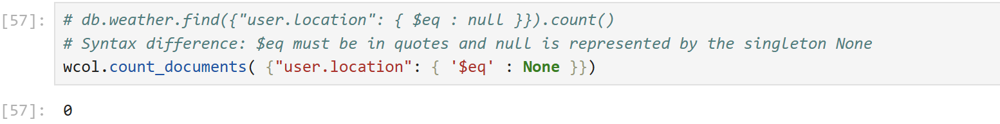 [57]: # db.weather.find({"user.location": { $eq : null }}).count()
# Syntax difference: $eq must be in quotes and null is represented by the singleton None
wcol.count_documents( {"user.location": { '$eq' : None }})
[57]: 0